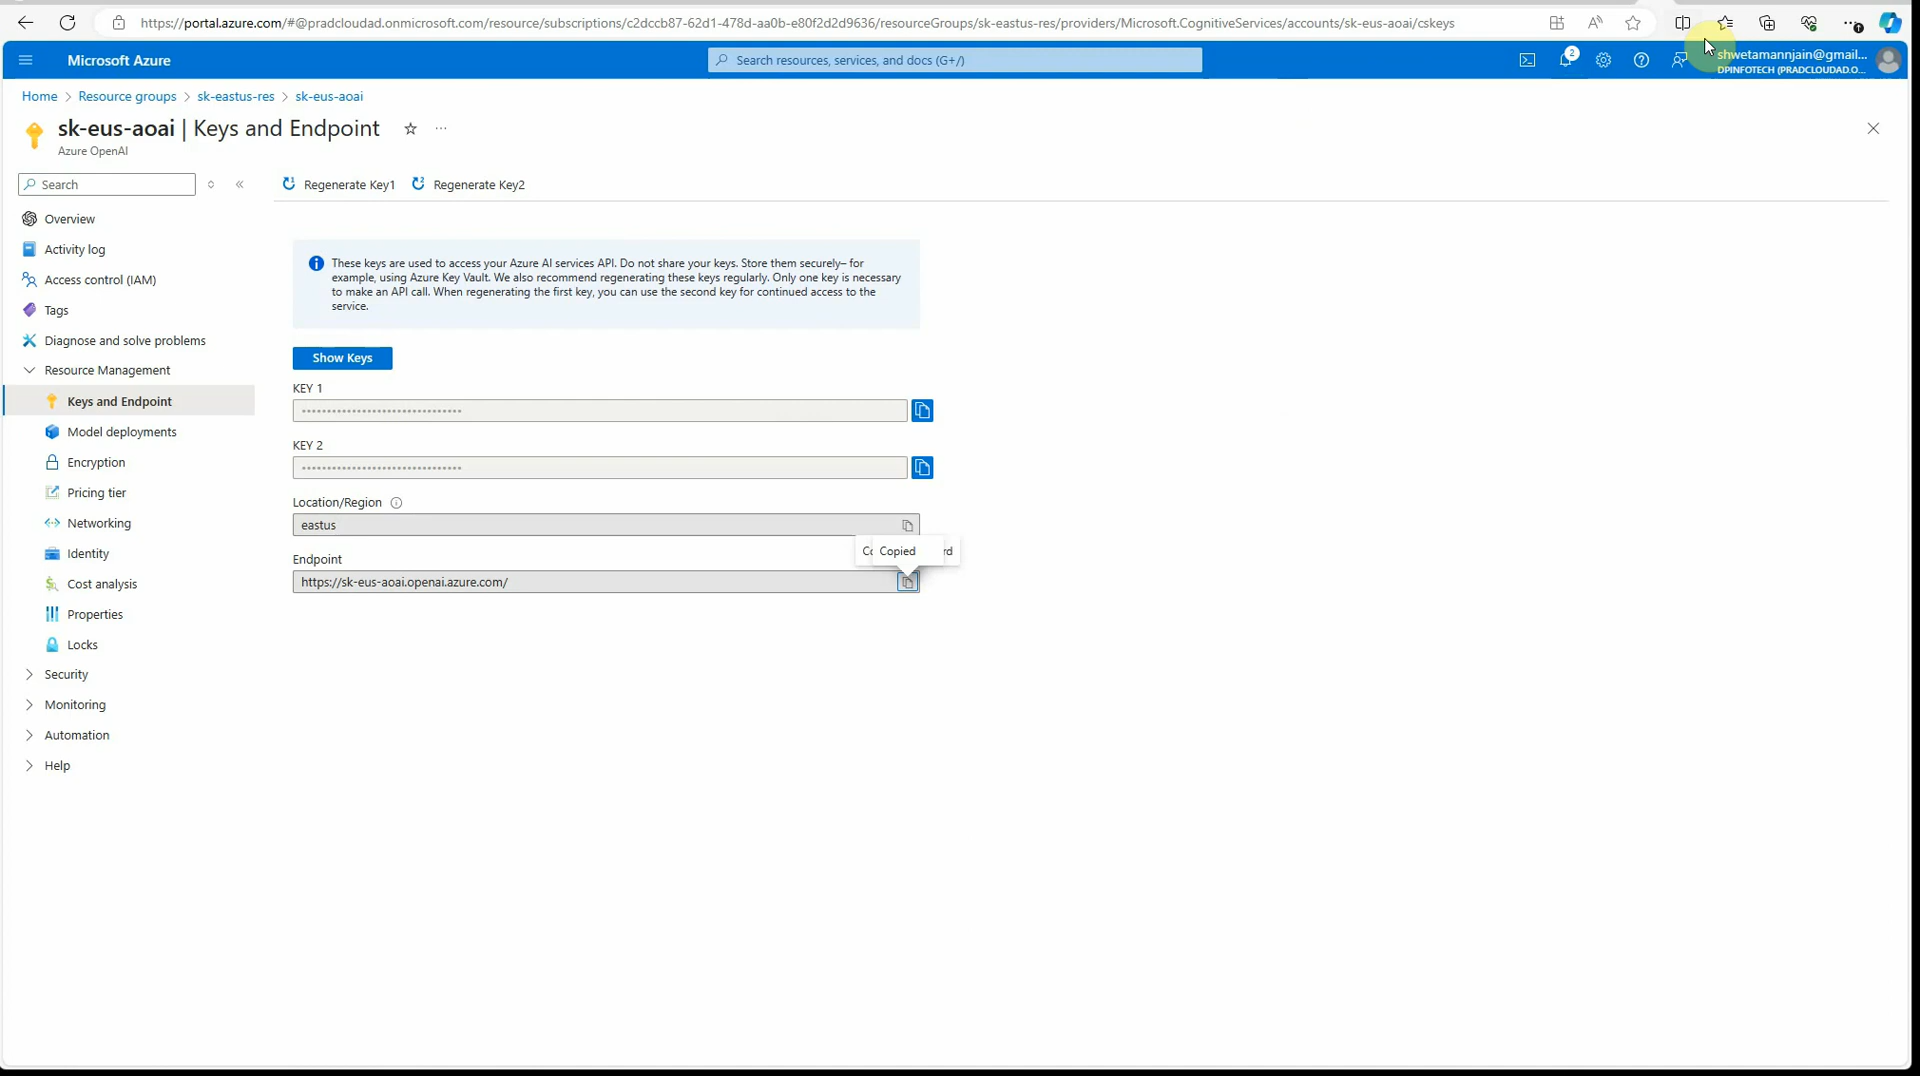 https://portal.azure.com/#@pradcloudad.onmicrosoft.com/resource/subscriptions/c2dccb87-62d1-478d-aa0b-e80f2d2d9636/resourceGroups/sk-eastus-res/providers/Microsoft.CognitiveServices/accounts/sk-eus-aoai/cskeys
Microsoft Azure
Search resources, services, and docs (G+/)
2
shwetamannjain@gmail...
DPINFOTECH (PRADCLOUDAD.O...
Home > Resource groups > sk-eastus-res > sk-eus-aoai
sk-eus-aoai | Keys and Endpoint
Azure OpenAI
Search
Regenerate Key1
Regenerate Key2
Overview
Activity log
Access control (IAM)
Tags
Diagnose and solve problems
Resource Management
Keys and Endpoint
Model deployments
Encryption
Pricing tier
Networking
Identity
Cost analysis
Properties
Locks
Security
Monitoring
Automation
Help
These keys are used to access your Azure AI services API. Do not share your keys. Store them securely– for
example, using Azure Key Vault. We also recommend regenerating these keys regularly. Only one key is necessary
to make an API call. When regenerating the first key, you can use the second key for continued access to the
service.
Show Keys
KEY 1
••••••••••••••••••••••••••••••••
KEY 2
••••••••••••••••••••••••••••••••
Location/Region
eastus
Copied
Endpoint
https://sk-eus-aoai.openai.azure.com/